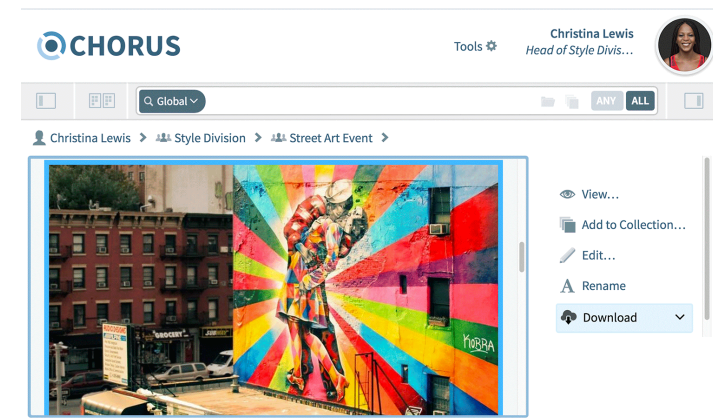 CHORUS
Tools
Christina Lewis
Head of Style Divis...
Global
ANY
ALL
Christina Lewis
Style Division
Street Art Event
View...
Add to Collection...
Edit...
A Rename
Download
GROCERY
SUBWAY
KOBRA